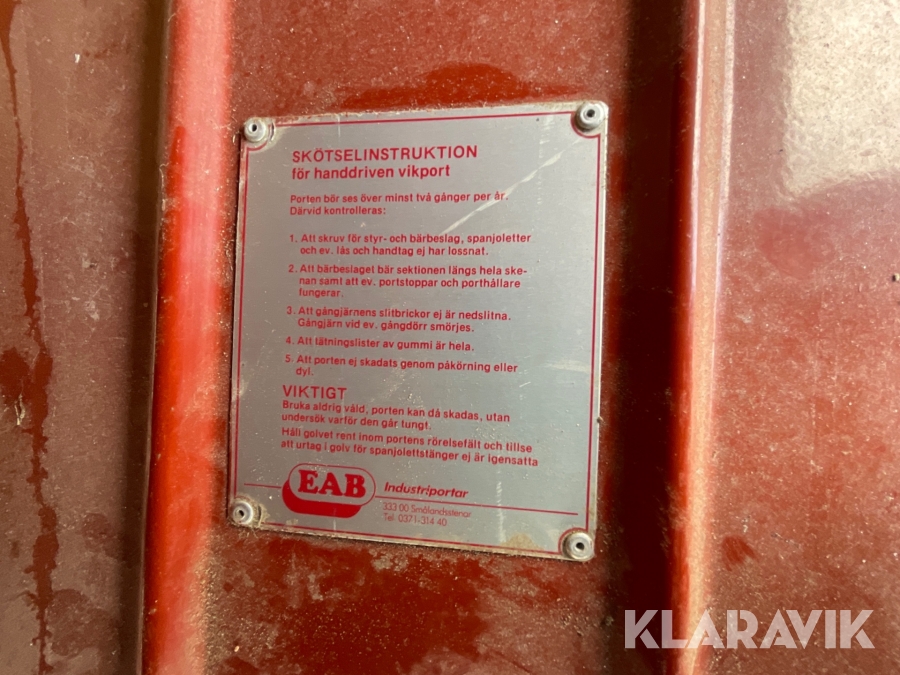 SKÖTSELINSTRUKTION
för handdriven vikport
Porten bör ses över minst två gånger per år.
Därvid kontrolleras:
1. Att skruv för styr- och bärbeslag, spanjoletter
och ev. lås och handtag ej har lossnat.
2. Att bärbeslaget bär sektionen längs hela ske-
nan samt att ev. portstoppar och porthållare
fungerar.
3. Att gångjärnens slitbrickor ej är nedslitna.
Gångjärn vid ev. gångdörr smörjes.
4. Att tätningslister av gummi är hela.
5. Att porten ej skadats genom påkörning eller
dyl.
VIKTIGT
Bruka aldrig våld, porten kan då skadas, utan
undersök varför den går tungt.
Håll golvet rent inom portens rörelsefält och tillse
att urtag i golv för spanjolettstänger ej är igensatta
EAB Industriportar
333 00 Smålandsstenar
Tel. 0371-314 40
KLARAVIK